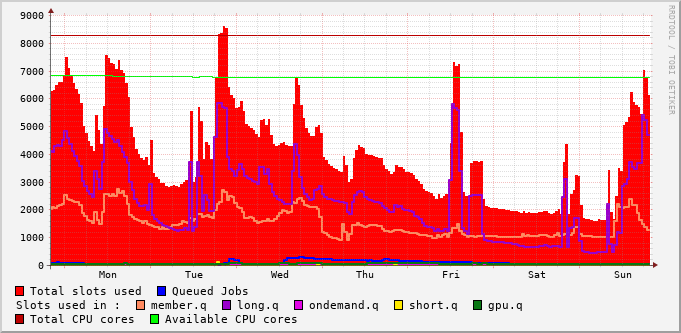 9000
8000
7000
6000
5000
4000
3000
2000
1000
0
Mon Tue Wed Thu Fri Sat Sun
RRDTOOL / TOBI OETIKER
Total slots used Queued Jobs
Slots used in : member.q long.q ondemand.q short.q gpu.q
Total CPU cores Available CPU cores